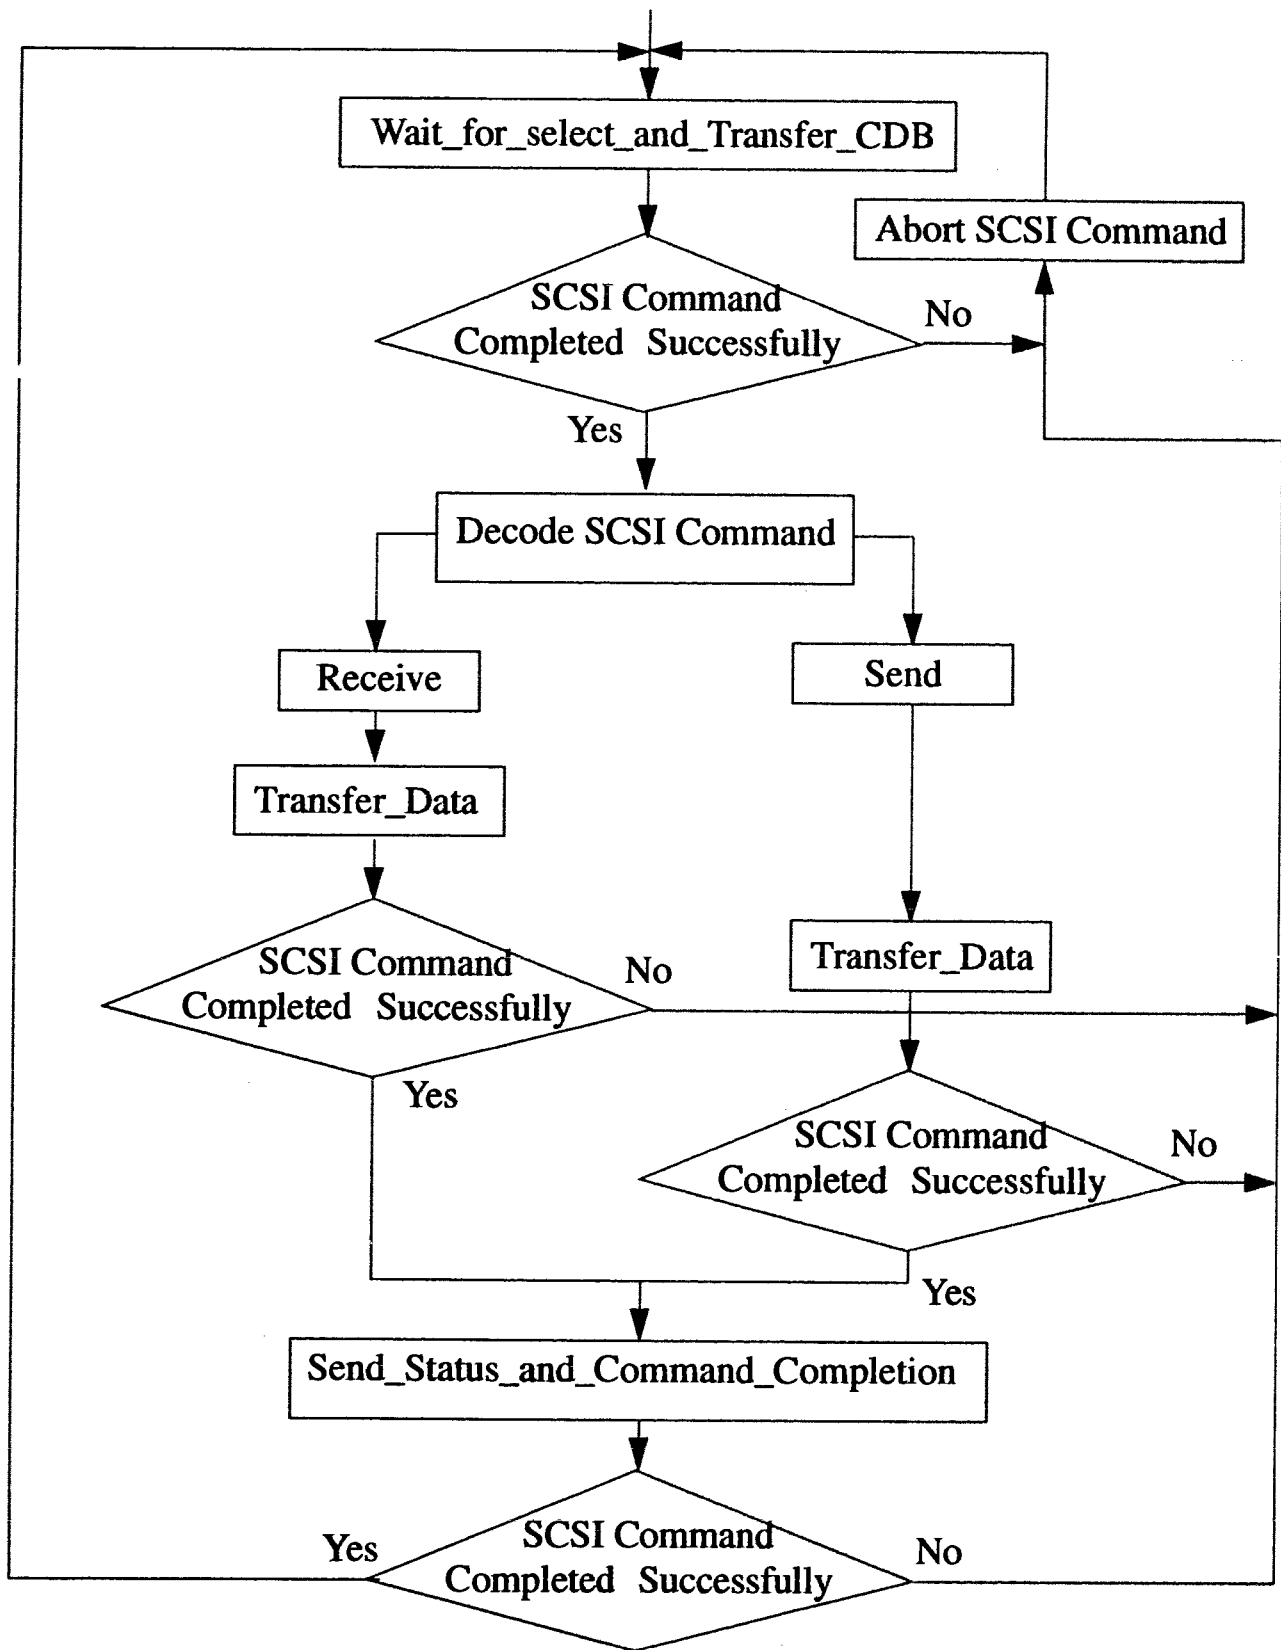 Wait_for_select_and_Transfer_CDB
Abort SCSI Command
SCSI Command
Completed Successfully
No
Yes
Decode SCSI Command
Receive
Send
Transfer_Data
SCSI Command
Completed Successfully
No
Yes
Transfer_Data
SCSI Command
Completed Successfully
No
Yes
Send_Status_and_Command_Completion
SCSI Command
Completed Successfully
Yes
No